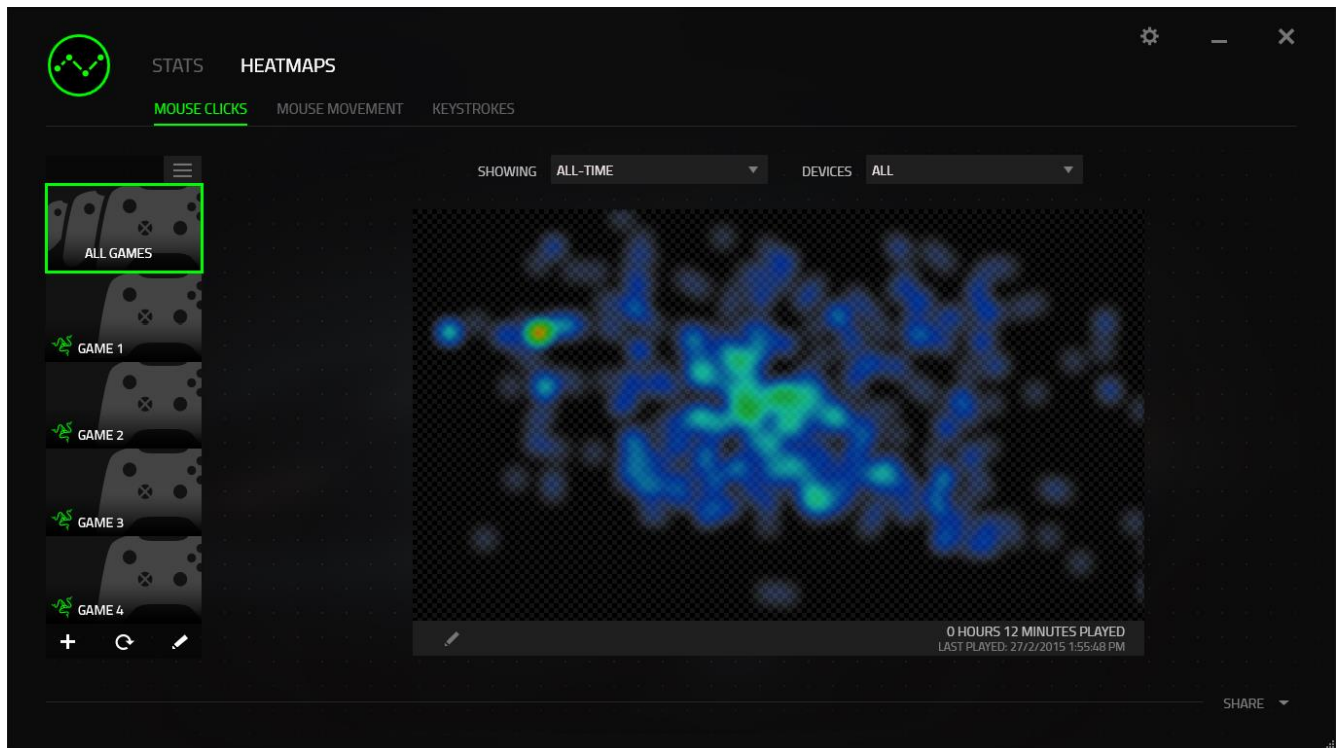 STATS HEATMAPS
MOUSE CLICKS MOUSE MOVEMENT KEYSTROKES
SHOWING ALL-TIME DEVICES ALL
ALL GAMES
GAME 1
GAME 2
GAME 3
GAME 4
0 HOURS 12 MINUTES PLAYED
LAST PLAYED: 27/2/2015 1:55:48 PM
SHARE